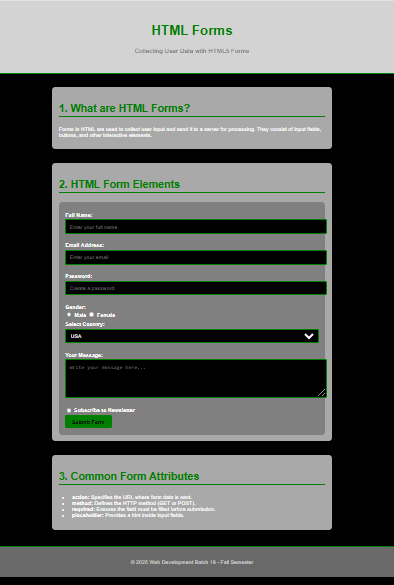 HTML Forms
Collecting User Data with HTML5 Forms
1. What are HTML Forms?
Forms in HTML are used to collect user input and send it to a server for processing. They consist of input fields,
buttons, and other interactive elements.
2. HTML Form Elements
Full Name:
Enter your full name
Email Address:
Enter your email
Password:
Create a password
Gender:
Male Female
Select Country:
USA
Your Message:
Write your message here...
Subscribe to Newsletter
Submit Form
3. Common Form Attributes
action: Specifies the URL where form data is sent.
method: Defines the HTTP method (GET or POST).
required: Ensures the field must be filled before submission.
placeholder: Provides a hint inside input fields.
© 2025 Web Development Batch 18 - Fall Semester